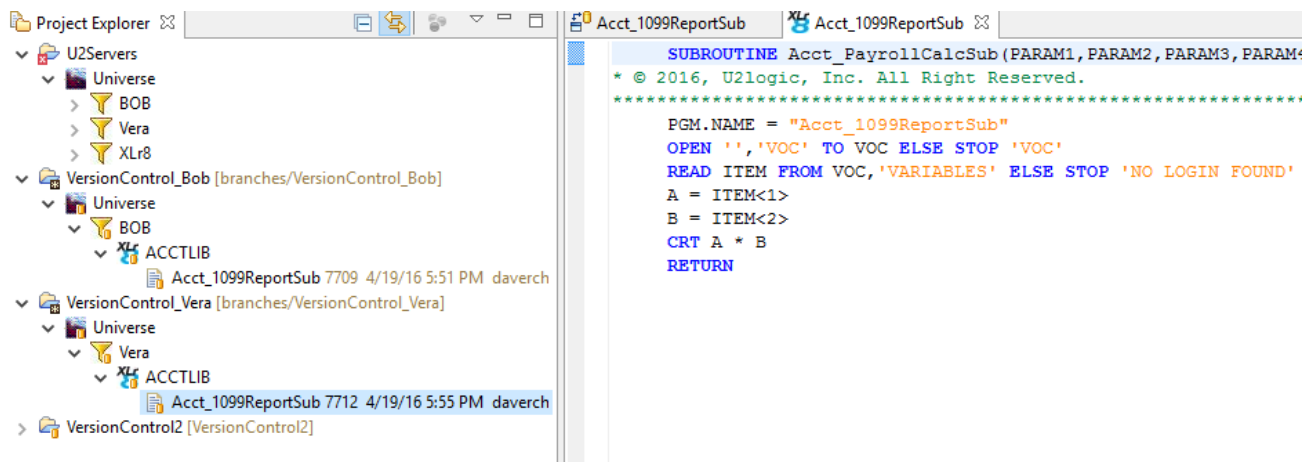 Project Explorer
U2Servers
Universe
BOB
Vera
XLr8
VersionControl_Bob [branches/VersionControl_Bob]
Universe
BOB
ACCTLIB
Acct_1099ReportSub 7709 4/19/16 5:51 PM daverch
VersionControl_Vera [branches/VersionControl_Vera]
Universe
Vera
ACCTLIB
Acct_1099ReportSub 7712 4/19/16 5:55 PM daverch
VersionControl2 [VersionControl2]
Acct_1099ReportSub
Acct_1099ReportSub
SUBROUTINE Acct_PayrollCalcSub(PARAM1,PARAM2,PARAM3,PARAM4
* © 2016, U2logic, Inc. All Right Reserved.
***************************************************************
PGM.NAME = "Acct_1099ReportSub"
OPEN '','VOC' TO VOC ELSE STOP 'VOC'
READ ITEM FROM VOC,'VARIABLES' ELSE STOP 'NO LOGIN FOUND'
A = ITEM<1>
B = ITEM<2>
CRT A * B
RETURN